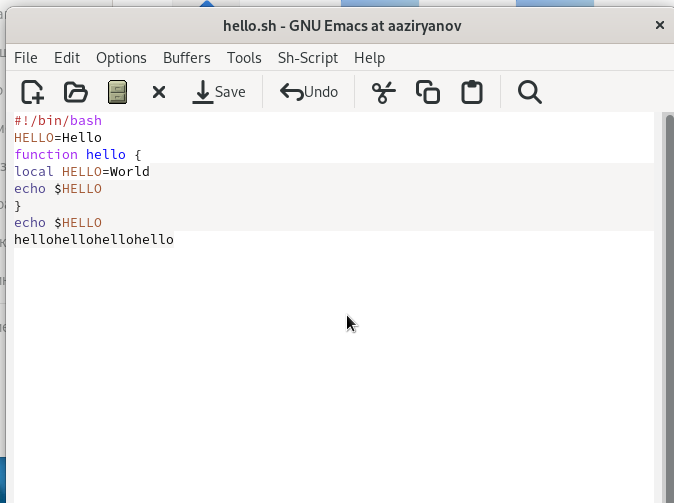 hello.sh - GNU Emacs at aaziryanov
File Edit Options Buffers Tools Sh-Script Help
Save Undo
#!/bin/bash
HELLO=Hello
function hello {
local HELLO=World
echo $HELLO
}
echo $HELLO
hellohellohellohello